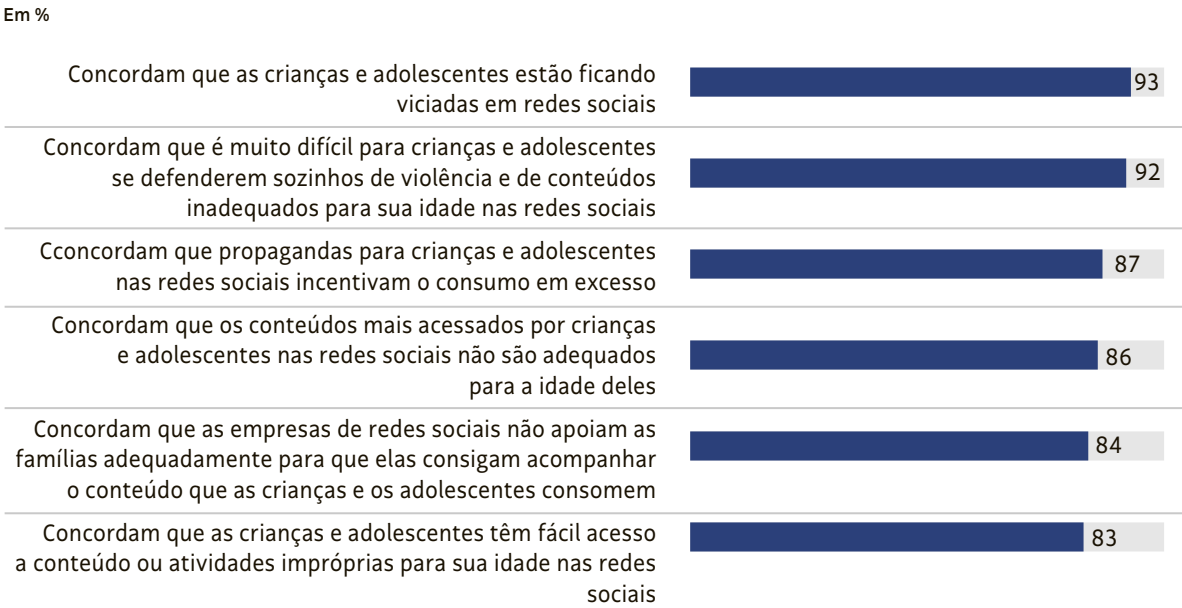 Em %
Concordam que as crianças e adolescentes estão ficando
viciadas em redes sociais
93
Concordam que é muito difícil para crianças e adolescentes
se defenderem sozinhos de violência e de conteúdos
inadequados para sua idade nas redes sociais
92
Cconcordam que propagandas para crianças e adolescentes
nas redes sociais incentivam o consumo em excesso
87
Concordam que os conteúdos mais acessados por crianças
e adolescentes nas redes sociais não são adequados
para a idade deles
86
Concordam que as empresas de redes sociais não apoiam as
famílias adequadamente para que elas consigam acompanhar
o conteúdo que as crianças e os adolescentes consomem
84
Concordam que as crianças e adolescentes têm fácil acesso
a conteúdo ou atividades impróprias para sua idade nas redes
sociais
83